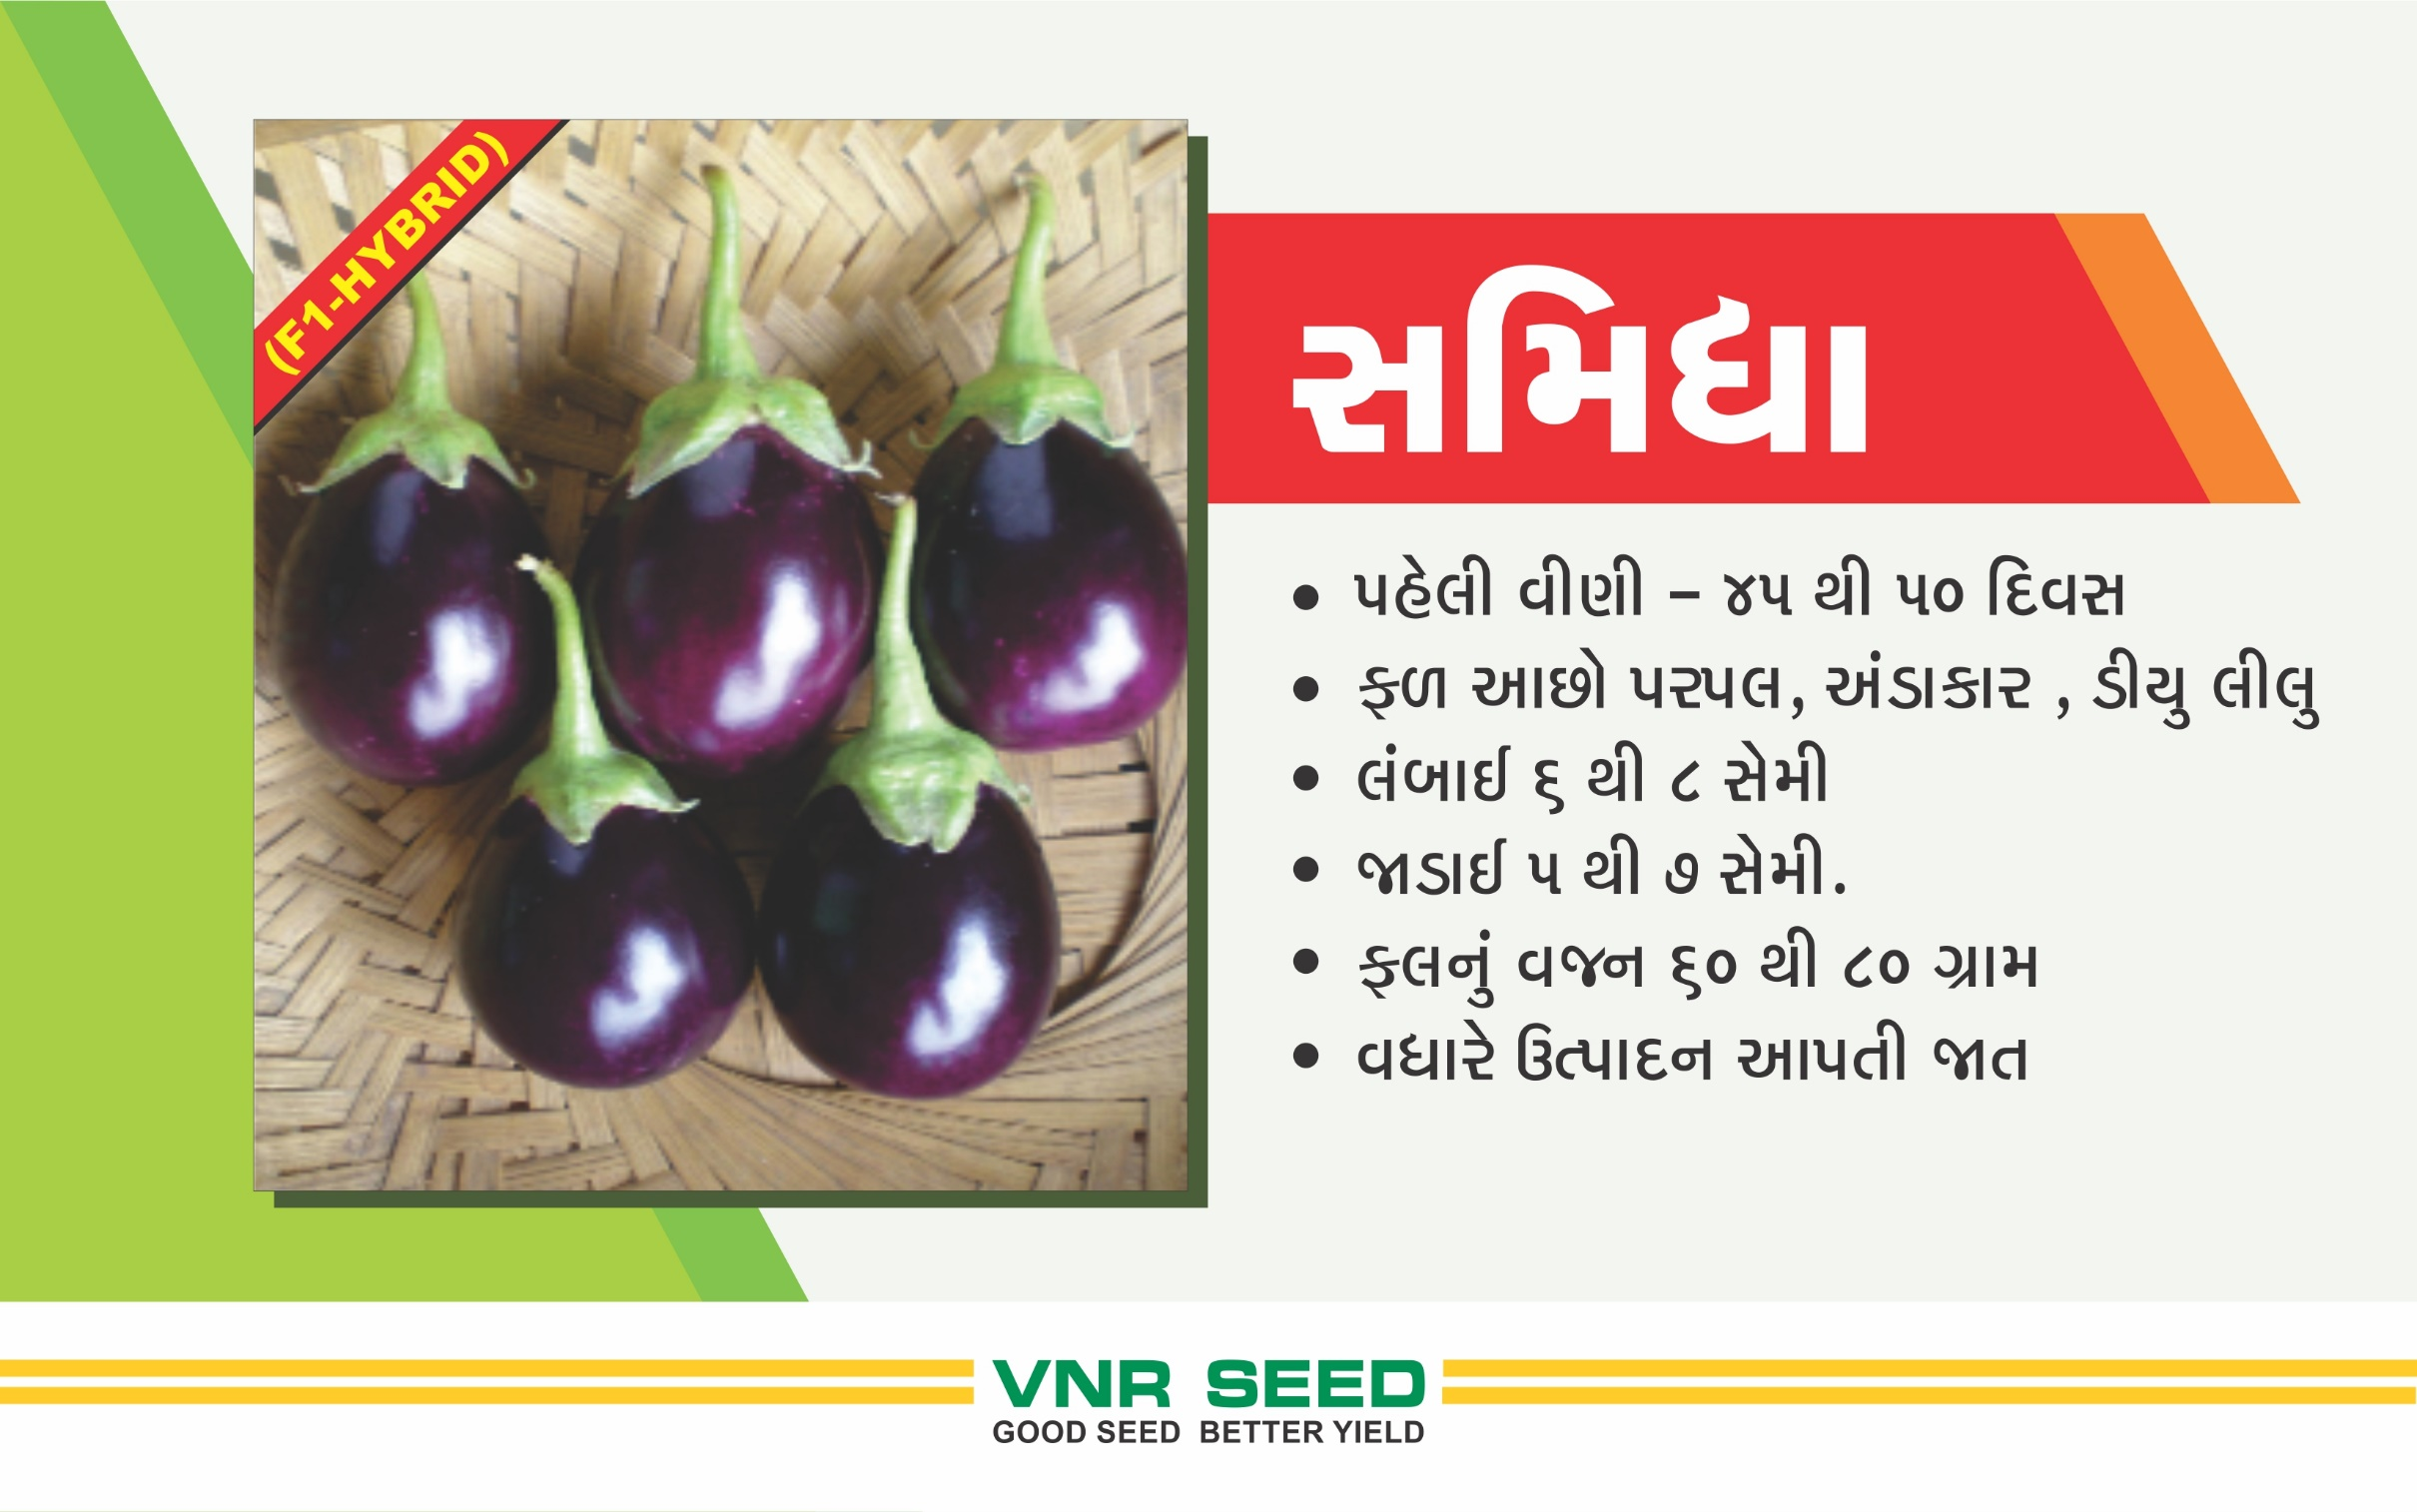 (F1-HYBRID)
સમિધા
• પહેલી વીણી – ૪૫ થી ૫૦ દિવસ
• ફળ આછો પરપલ, અંડાકાર , ડીયુ લીલુ
• લંબાઈ ૬ થી ૮ સેમી
• જાડાઈ ૫ થી ૭ સેમી.
• ફલનું વજન ૬૦ થી ૮૦ ગ્રામ
• વધારે ઉત્પાદન આપતી જાત
VNR SEED
GOOD SEED BETTER YIELD